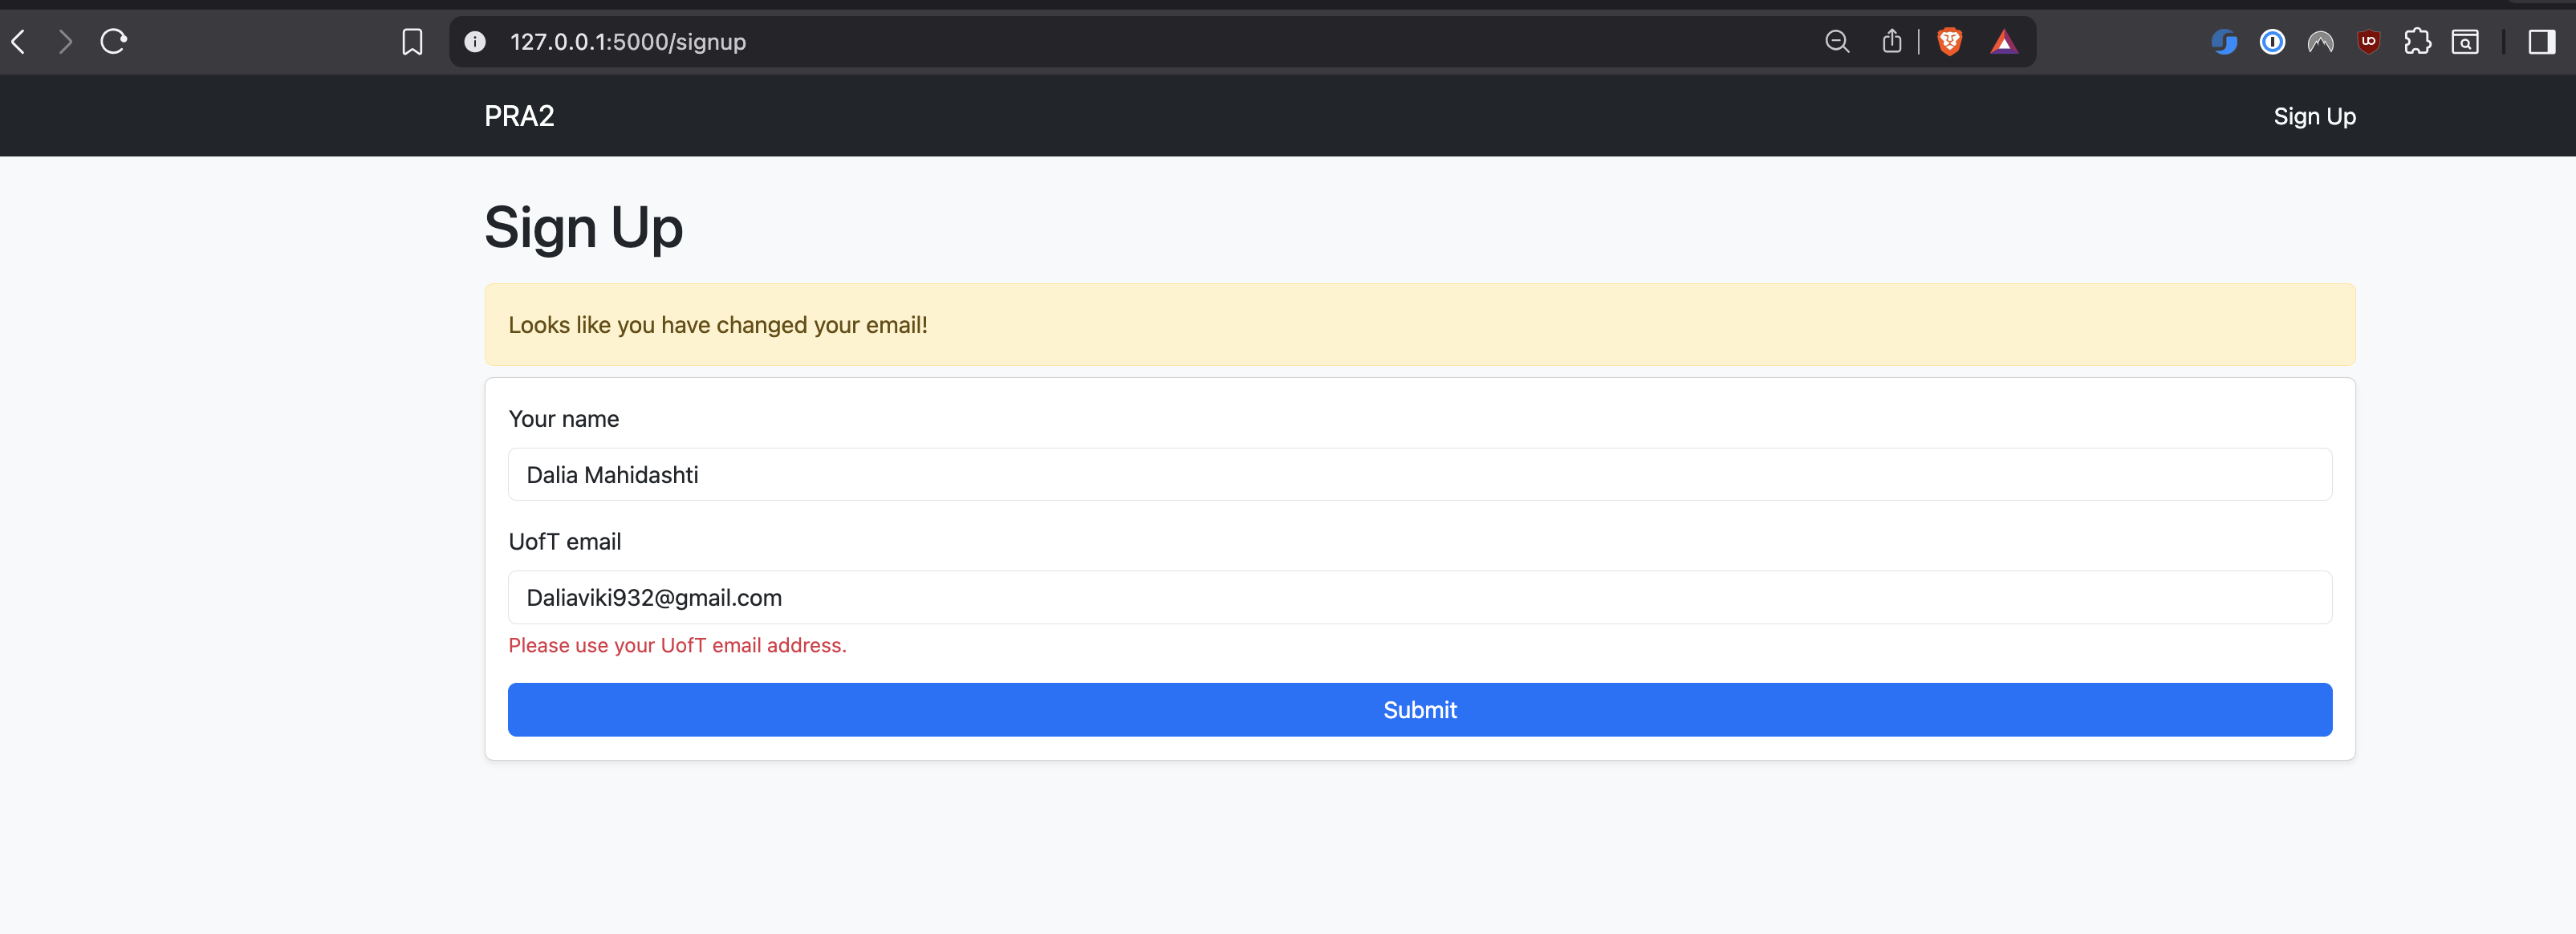 127.0.0.1:5000/signup
PRA2
Sign Up
Sign Up
Looks like you have changed your email!
Your name
Dalia Mahidashti
UofT email
Daliaviki932@gmail.com
Please use your UofT email address.
Submit